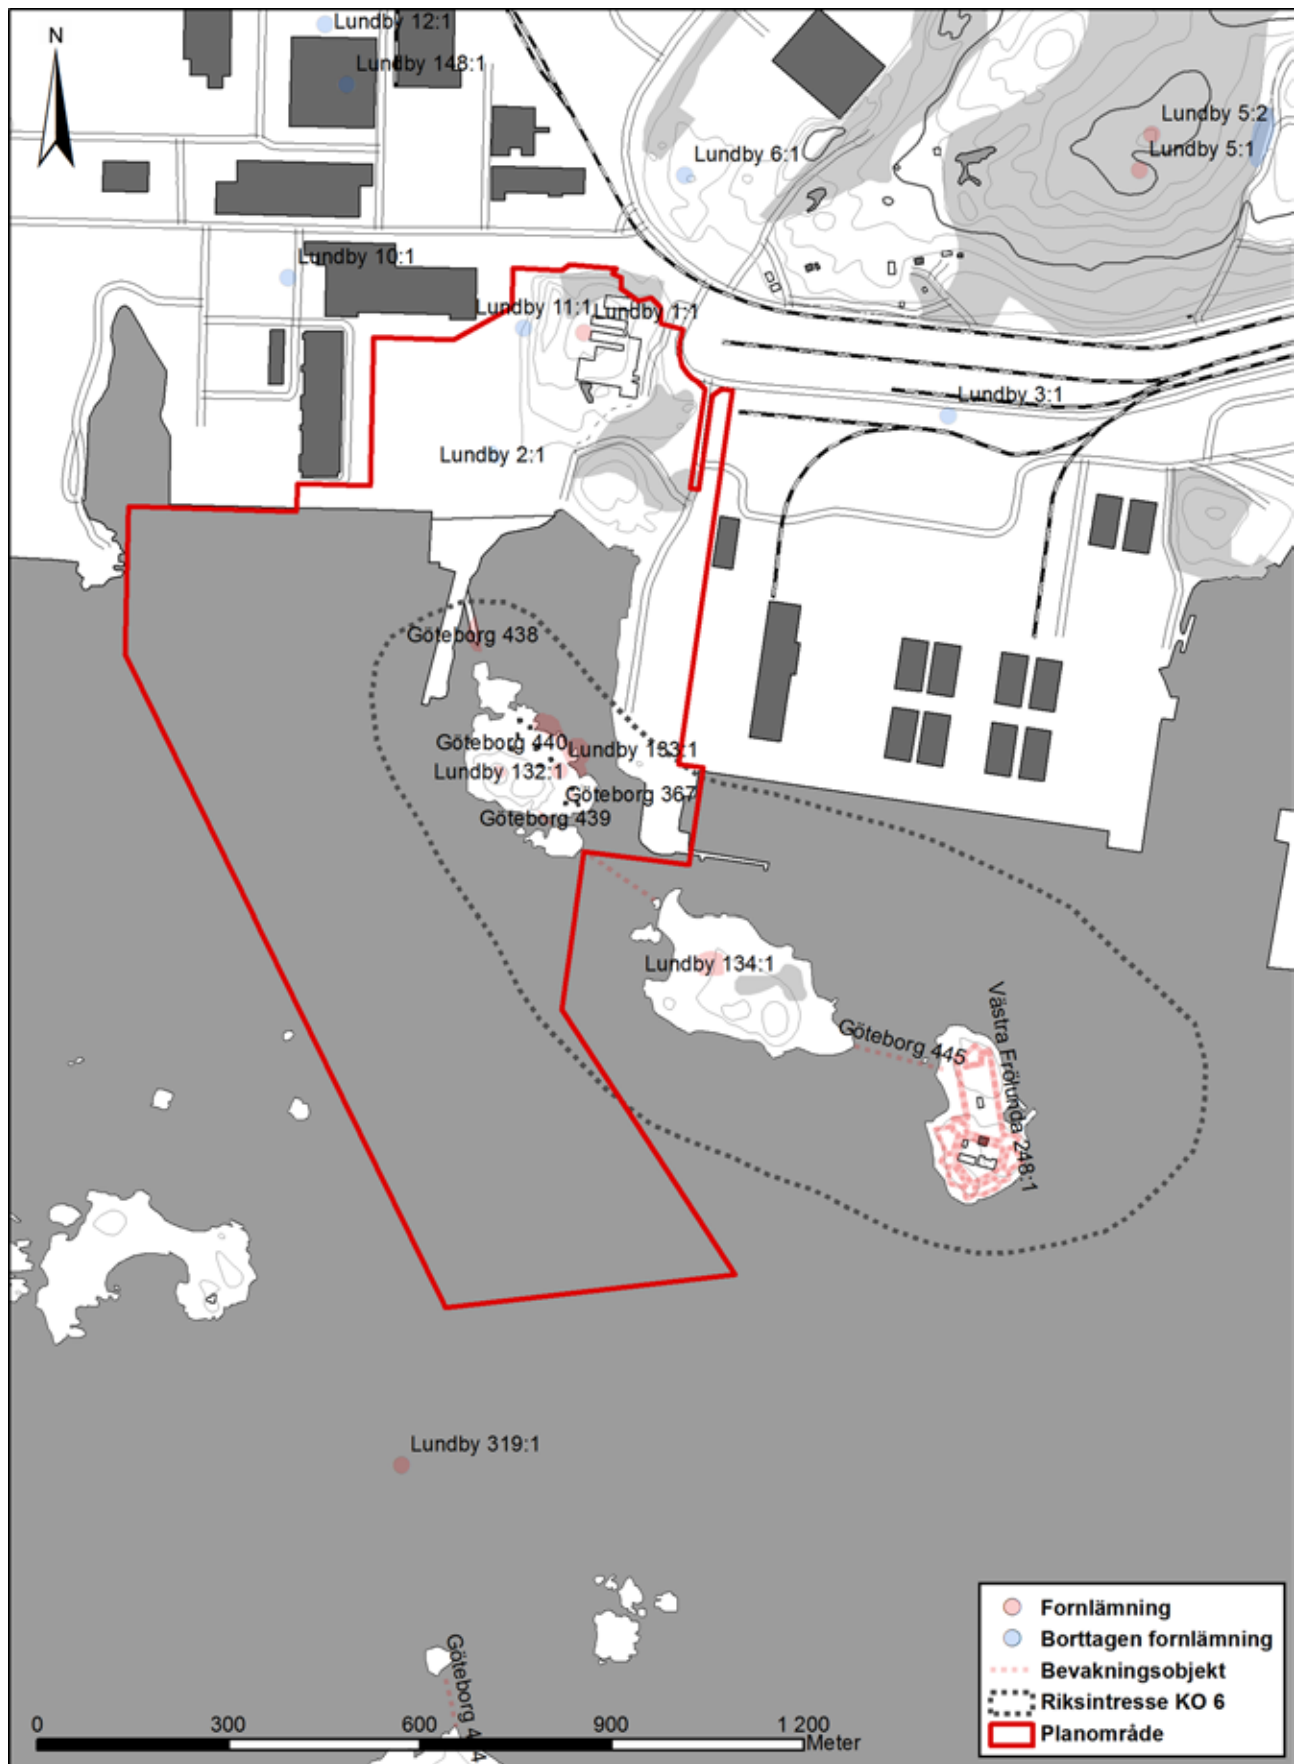 Lundby 12:1
N
Lundby 148:1
Lundby 5:2
Lundby 5:1
Lundby 6:1
Lundby 10:1
Lundby 11:1
Lundby 1:1
Lundby 3:1
Lundby 2:1
Göteborg 438
Göteborg 440
Lundby 133:1
Lundby 132:1
Göteborg 367
Göteborg 439
Lundby 134:1
Västra Frölunda 248:1
Göteborg 445
Lundby 319:1
Göteborg
Fornlämning
Borttagen fornlämning
Bevakningsobjekt
Riksintresse KO 6
Planområde
0 300 600 900 1 200
Meter